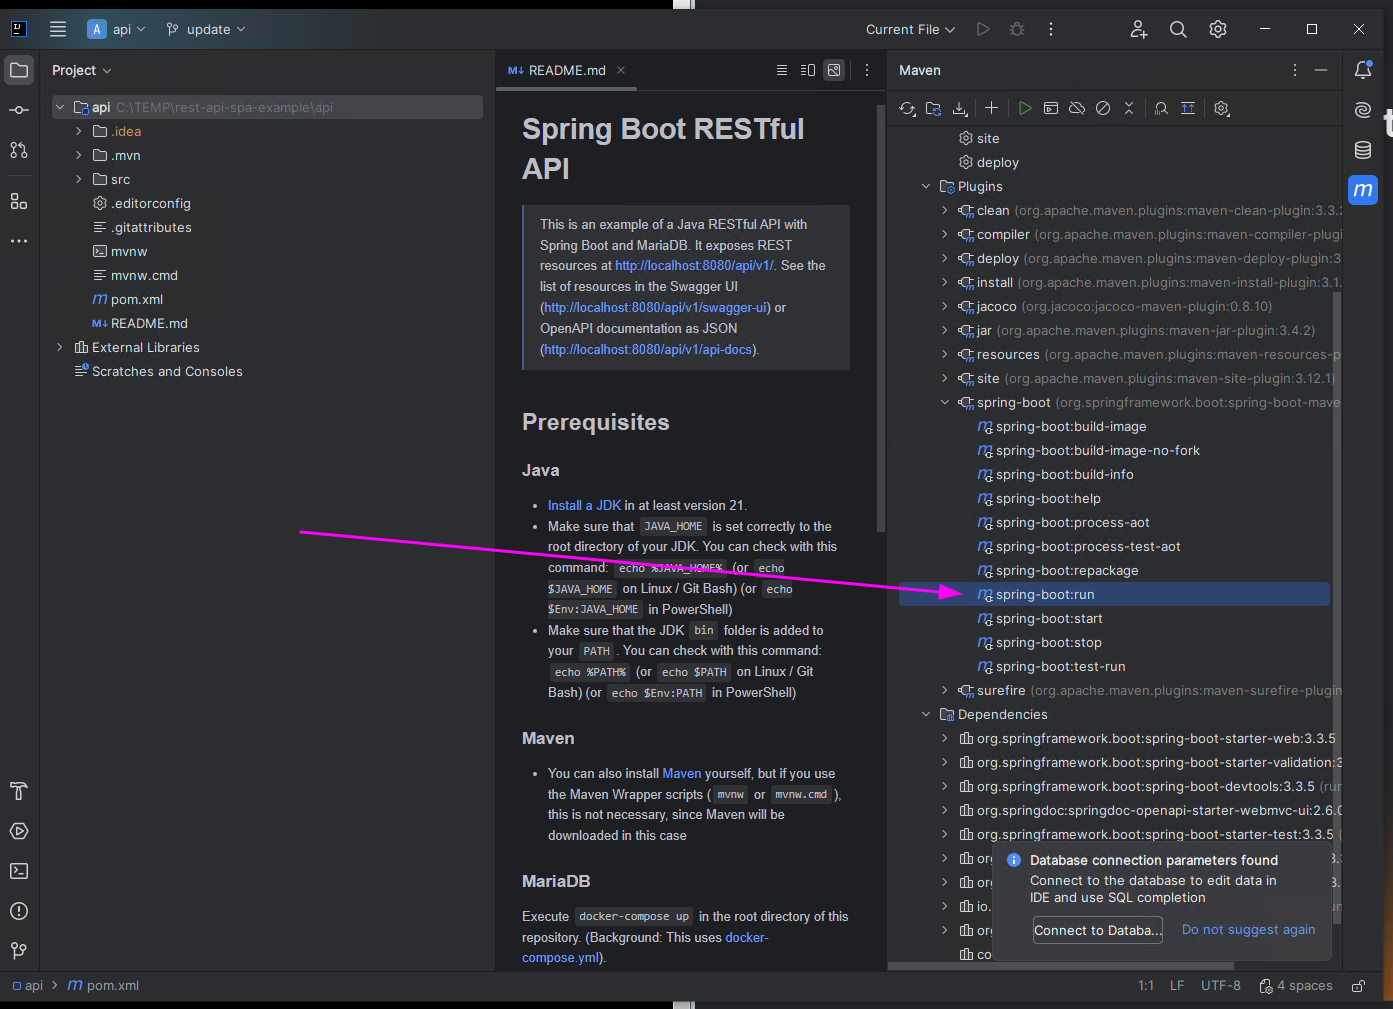 A api
update
Current File
Project
README.md
Maven
api C:\TEMP\rest-api-spa-example\api
.idea
.mvn
src
.editorconfig
.gitattributes
mvnw
mvnw.cmd
pom.xml
README.md
External Libraries
Scratches and Consoles
Spring Boot RESTful
API
This is an example of a Java RESTful API with
Spring Boot and MariaDB. It exposes REST
resources at http://localhost:8080/api/v1/. See the
list of resources in the Swagger UI
(http://localhost:8080/api/v1/swagger-ui) or
OpenAPI documentation as JSON
(http://localhost:8080/api/v1/api-docs).
Prerequisites
Java
Install a JDK in at least version 21.
Make sure that JAVA_HOME is set correctly to the
root directory of your JDK. You can check with this
command: echo %JAVA_HOME% (or echo
$JAVA_HOME on Linux / Git Bash) (or echo
$Env:JAVA_HOME in PowerShell)
Make sure that the JDK bin folder is added to
your PATH . You can check with this command:
echo %PATH% (or echo $PATH on Linux / Git
Bash) (or echo $Env:PATH in PowerShell)
Maven
You can also install Maven yourself, but if you use
the Maven Wrapper scripts ( mvnw or mvnw.cmd ),
this is not necessary, since Maven will be
downloaded in this case
MariaDB
Execute docker-compose up in the root directory of this
repository. (Background: This uses docker-
compose.yml).
site
deploy
Plugins
clean (org.apache.maven.plugins:maven-clean-plugin:3.3.2
compiler (org.apache.maven.plugins:maven-compiler-plugi
deploy (org.apache.maven.plugins:maven-deploy-plugin:3
install (org.apache.maven.plugins:maven-install-plugin:3.1.
jacoco (org.jacoco:jacoco-maven-plugin:0.8.10)
jar (org.apache.maven.plugins:maven-jar-plugin:3.4.2)
resources (org.apache.maven.plugins:maven-resources-p
site (org.apache.maven.plugins:maven-site-plugin:3.12.1)
spring-boot (org.springframework.boot:spring-boot-mave
spring-boot:build-image
spring-boot:build-image-no-fork
spring-boot:build-info
spring-boot:help
spring-boot:process-aot
spring-boot:process-test-aot
spring-boot:repackage
spring-boot:run
spring-boot:start
spring-boot:stop
spring-boot:test-run
surefire (org.apache.maven.plugins:maven-surefire-plugin
Dependencies
org.springframework.boot:spring-boot-starter-web:3.3.5
org.springframework.boot:spring-boot-starter-validation:3
org.springframework.boot:spring-boot-devtools:3.3.5 (rur
org.springdoc:springdoc-openapi-starter-webmvc-ui:2.6.0
org.springframework.boot:spring-boot-starter-test:3.3.5 (
Database connection parameters found
Connect to the database to edit data in
IDE and use SQL completion
Connect to Databa... Do not suggest again
api > pom.xml
1:1 LF UTF-8 4 spaces